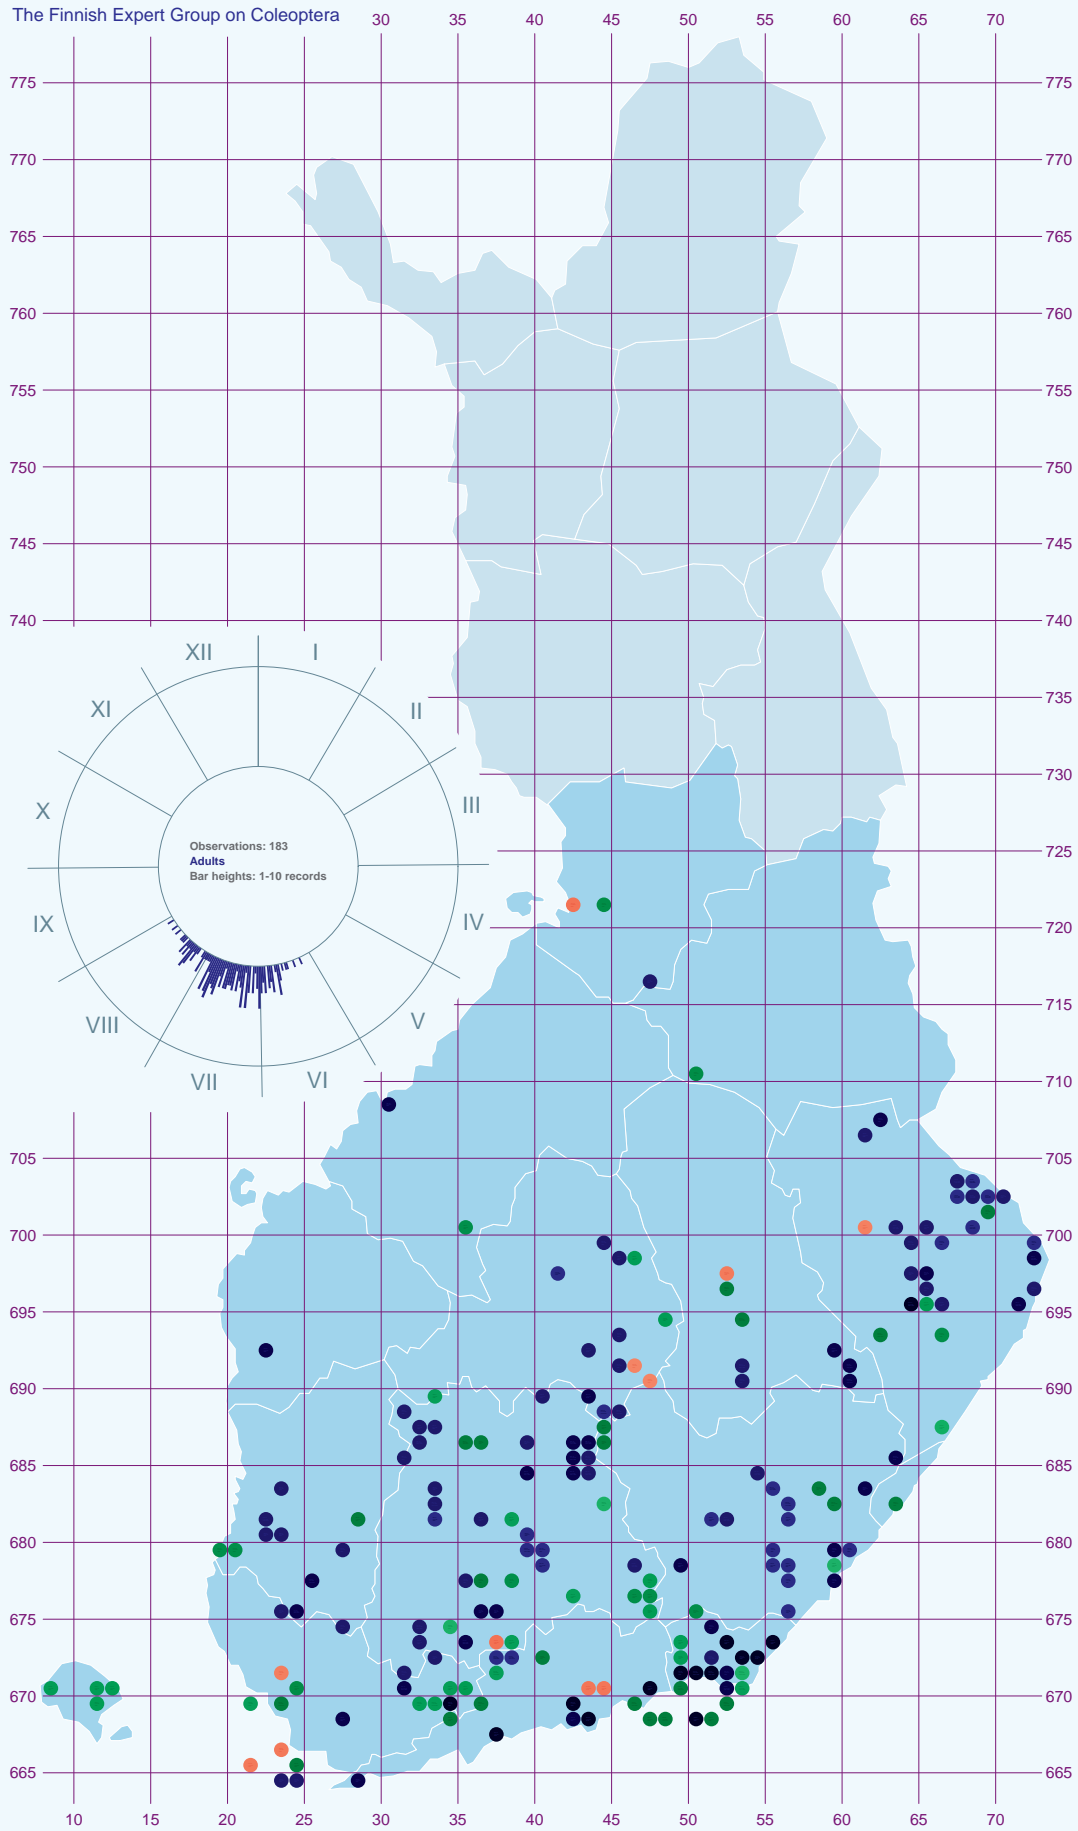 The Finnish Expert Group on Coleoptera
30 40 45 50 55 60 65 70
775 775
770 770
765 765
760 760
755 755
750 750
745 745
740 740
XII I
XI II
735
730
X III
Observations: 183
Adults
Bar heights: 1-10 records
725
IX IV
720
715
VIII V
VII VI
710
705 705
700 700
695 695
690 690
685 685
680 680
675 675
670 670
665 665
10 15 20 25 30 35 40 45 50 55 60 65 70